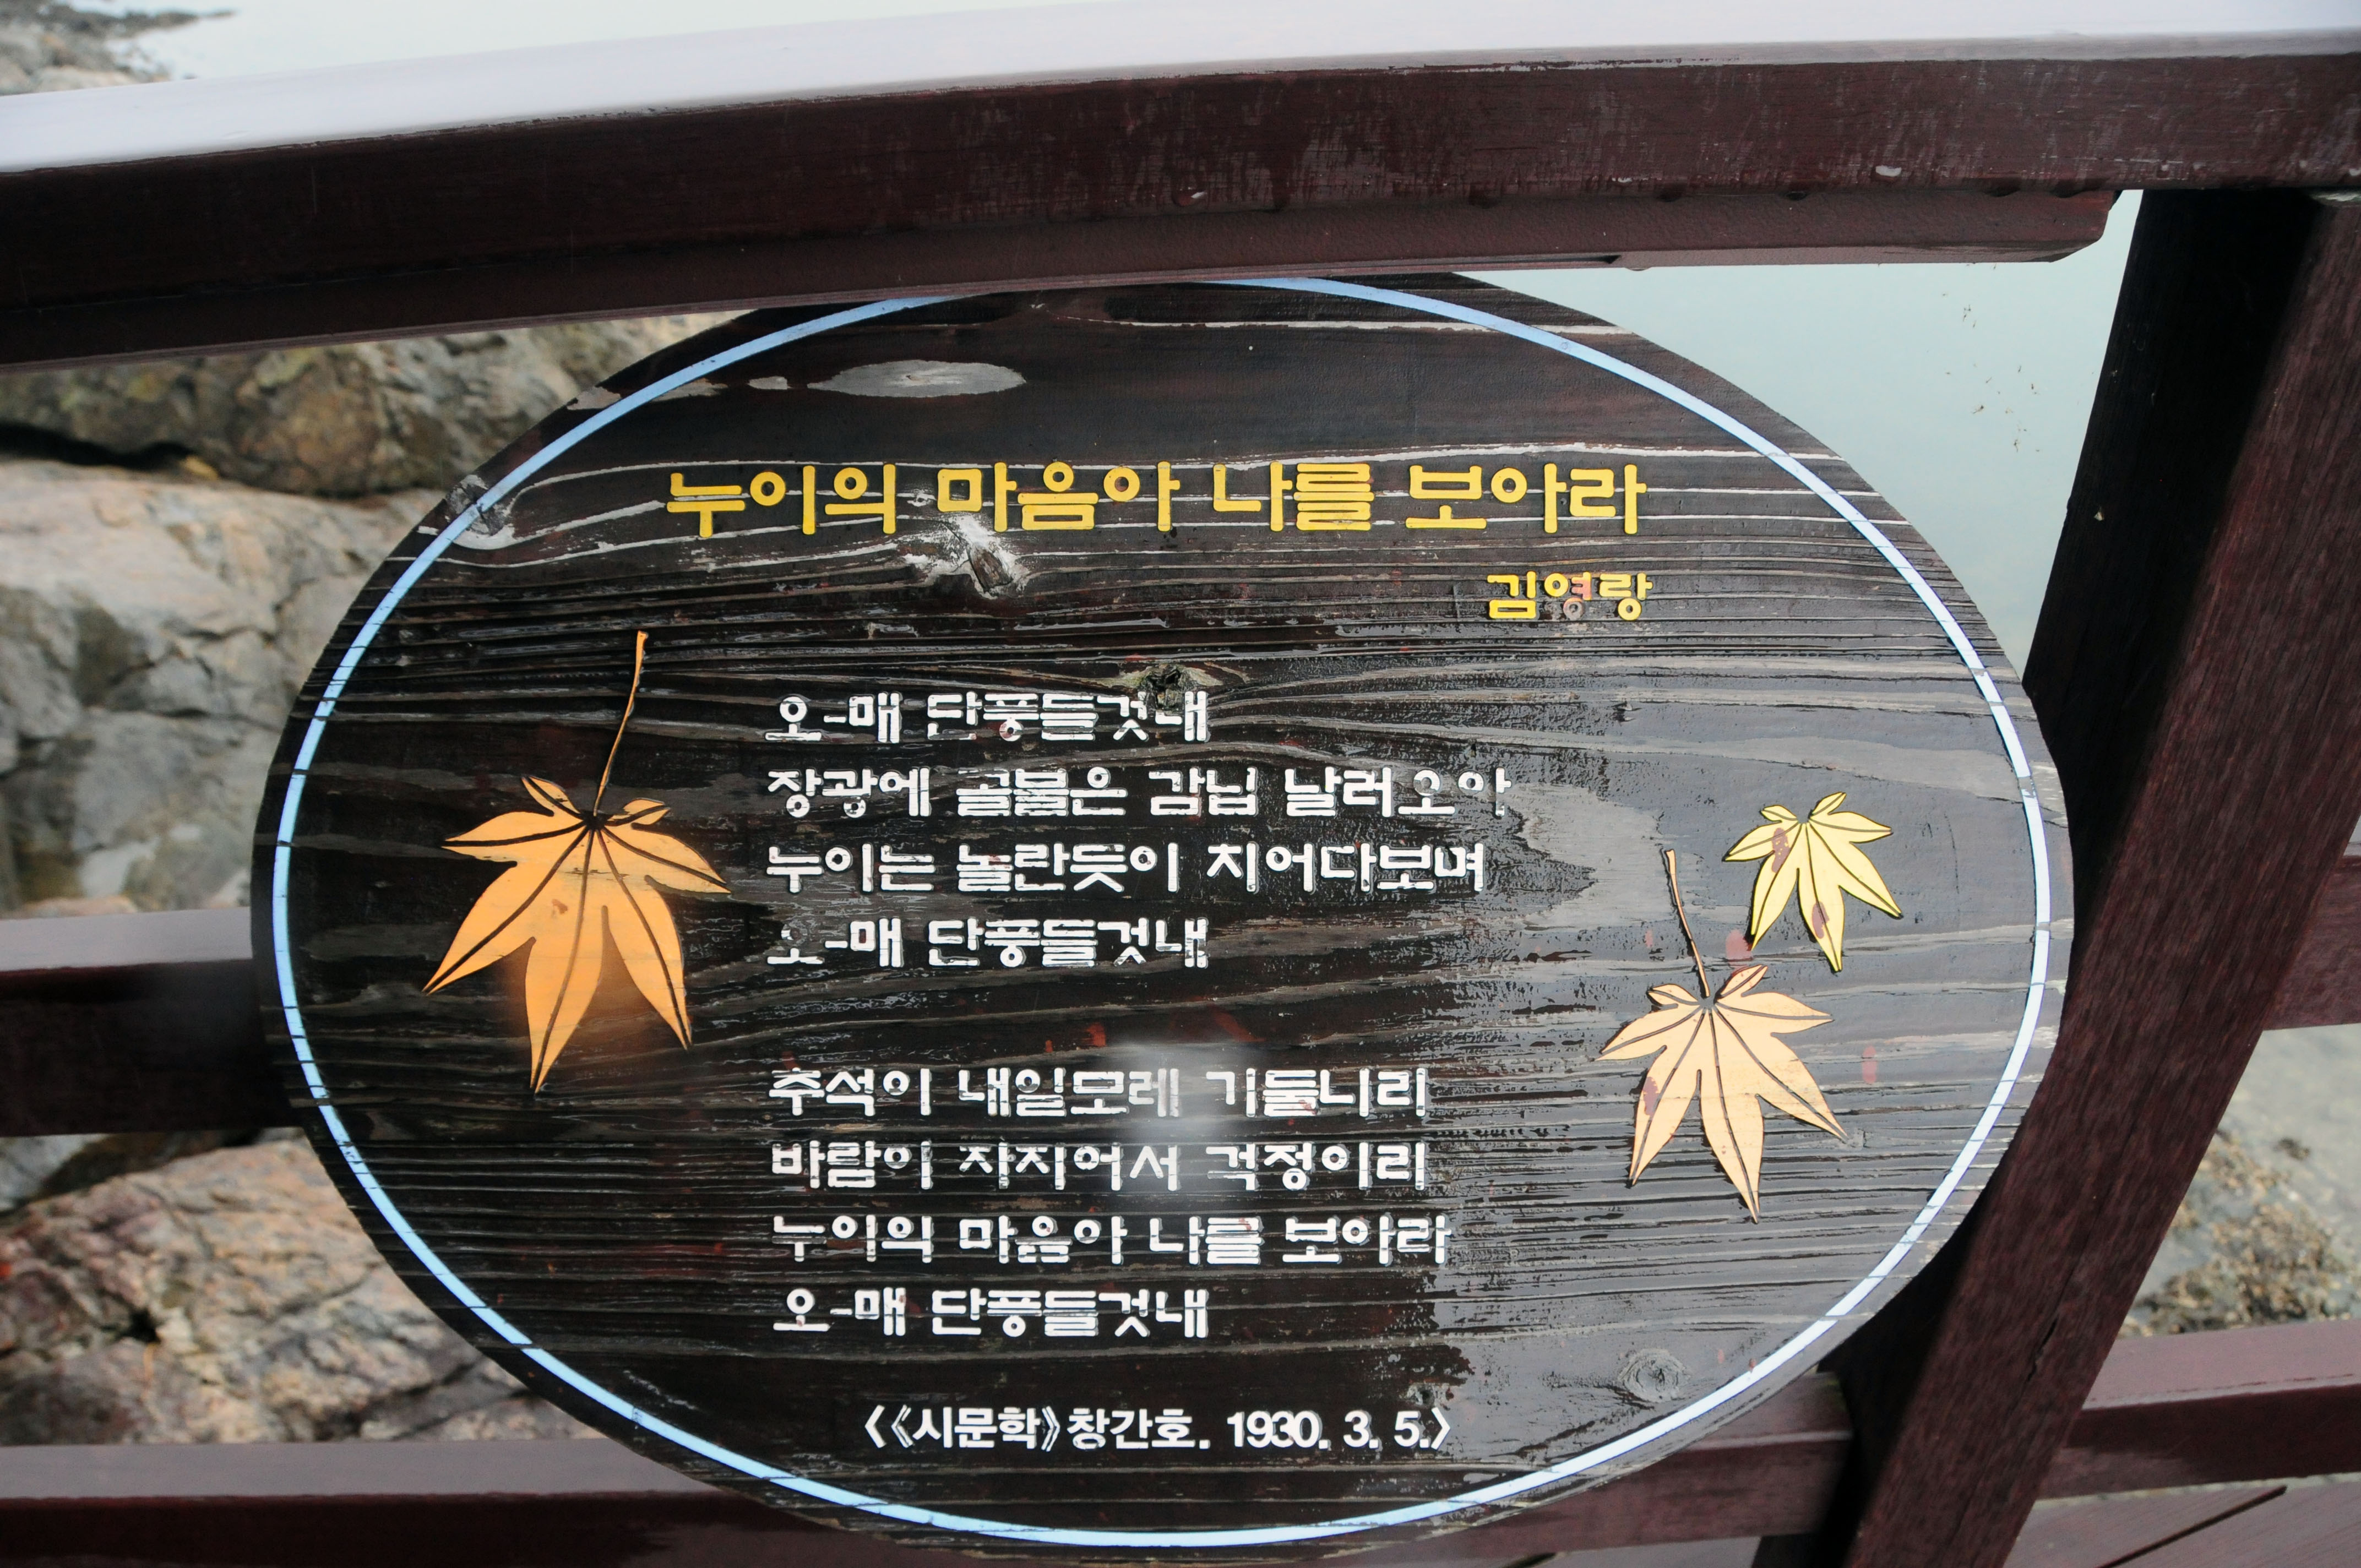 누이의 마음아 나를 보아라
김영랑
오-매 단풍들것내
장광에 골붉은 감닙 날러오아
누이는 놀란듯이 치어다보며
오-매 단풍들것내
추석이 내일모레 기둘니리
바람이 자지어서 걱정이리
누이의 마음아 나를 보아라
오-매 단풍들것내
〈《시문학》창간호. 1930. 3. 5.〉